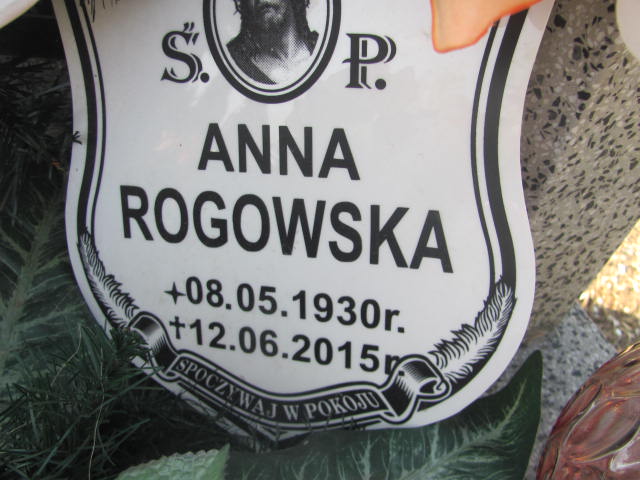 Ś. P.
ANNA
ROGOWSKA
08.05.1930r.
✝12.06.2015r
SPOCZYWAJ W POKOJU